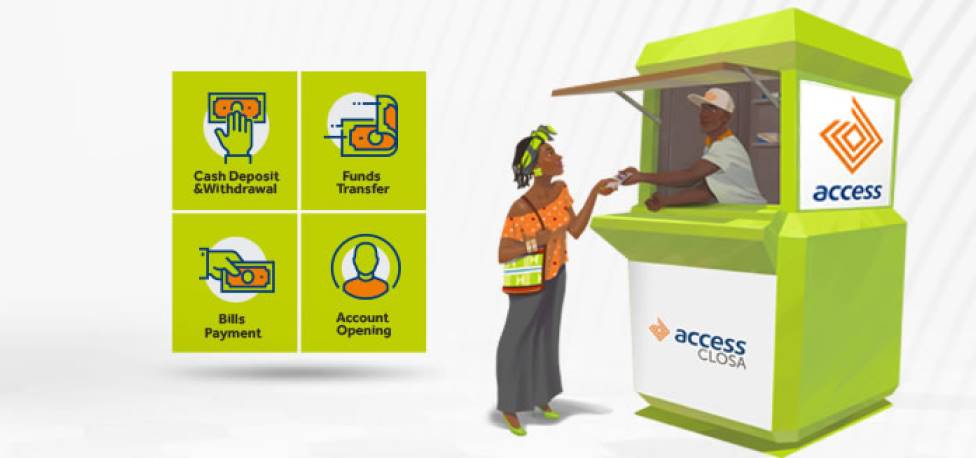 Cash Deposit
&Withdrawal
Funds
Transfer
Bills
Payment
Account
Opening
access
access
CLOSA